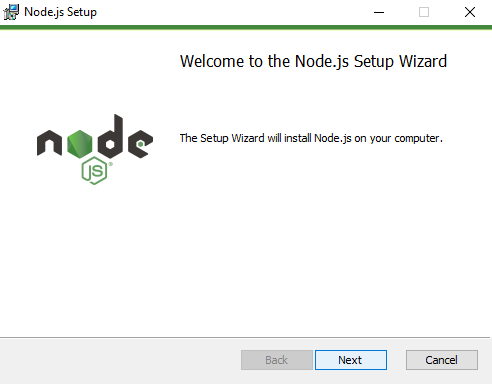 Node.js Setup
Welcome to the Node.js Setup Wizard
The Setup Wizard will install Node.js on your computer.
node
JS®
Back
Next
Cancel